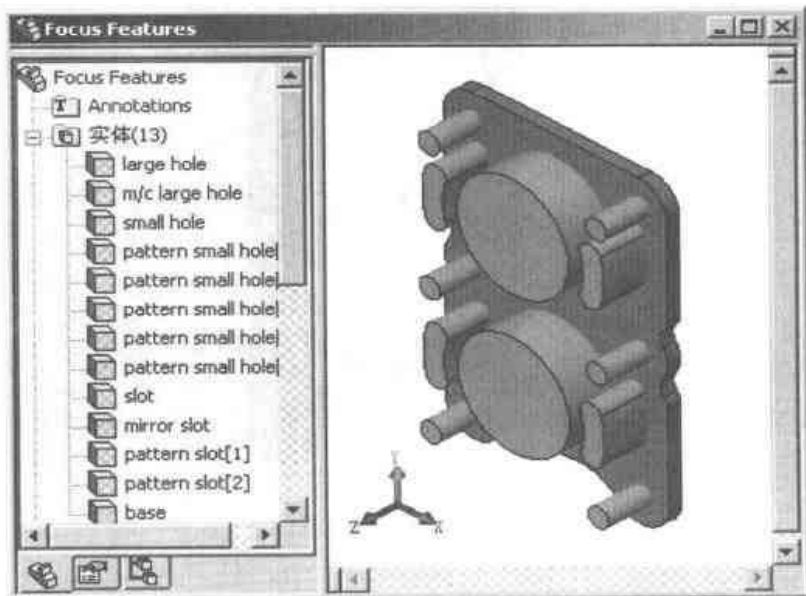 Focus Features
Focus Features
Annotations
实体(13)
large hole
m/c large hole
small hole
pattern small hole
pattern small hole
pattern small hole
pattern small hole
pattern small hole
slot
mirror slot
pattern slot[1]
pattern slot[2]
base
Y
Z
X